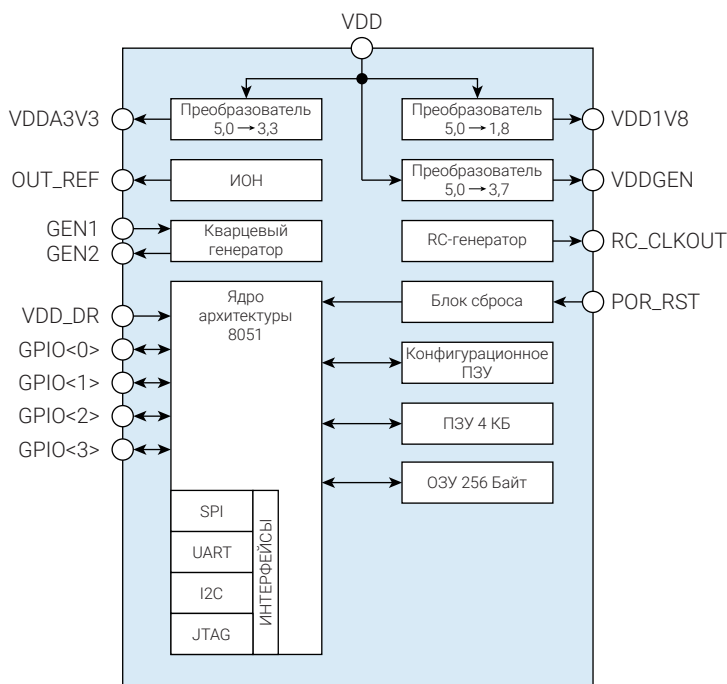 VDD
VDDA3V3
Преобразователь
5,0→3,3
Преобразователь
5,0→1,8
VDD1V8
OUT_REF
ИОН
Преобразователь
5,0→3,7
VDDGEN
GEN1
GEN2
Кварцевый
генератор
RC-генератор
RC_CLKOUT
VDD_DR
GPIO<0>
GPIO<1>
GPIO<2>
GPIO<3>
Ядро
архитектуры
8051
Блок сброса
POR_RST
Конфигурационное
ПЗУ
ПЗУ 4 КБ
ОЗУ 256 Байт
SPI
UART
I2C
JTAG
ИНТЕРФЕЙСЫ